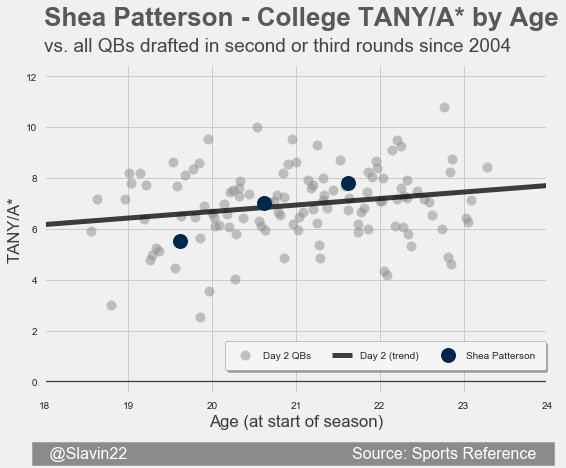 Shea Patterson - College TANY/A* by Age
vs. all QBs drafted in second or third rounds since 2004
12
10
8
6
4
2
0
TANY/A*
Day 2 QBs
Day 2 (trend)
Shea Patterson
18 19 20 21 22 23 24
Age (at start of season)
@Slavin22
Source: Sports Reference